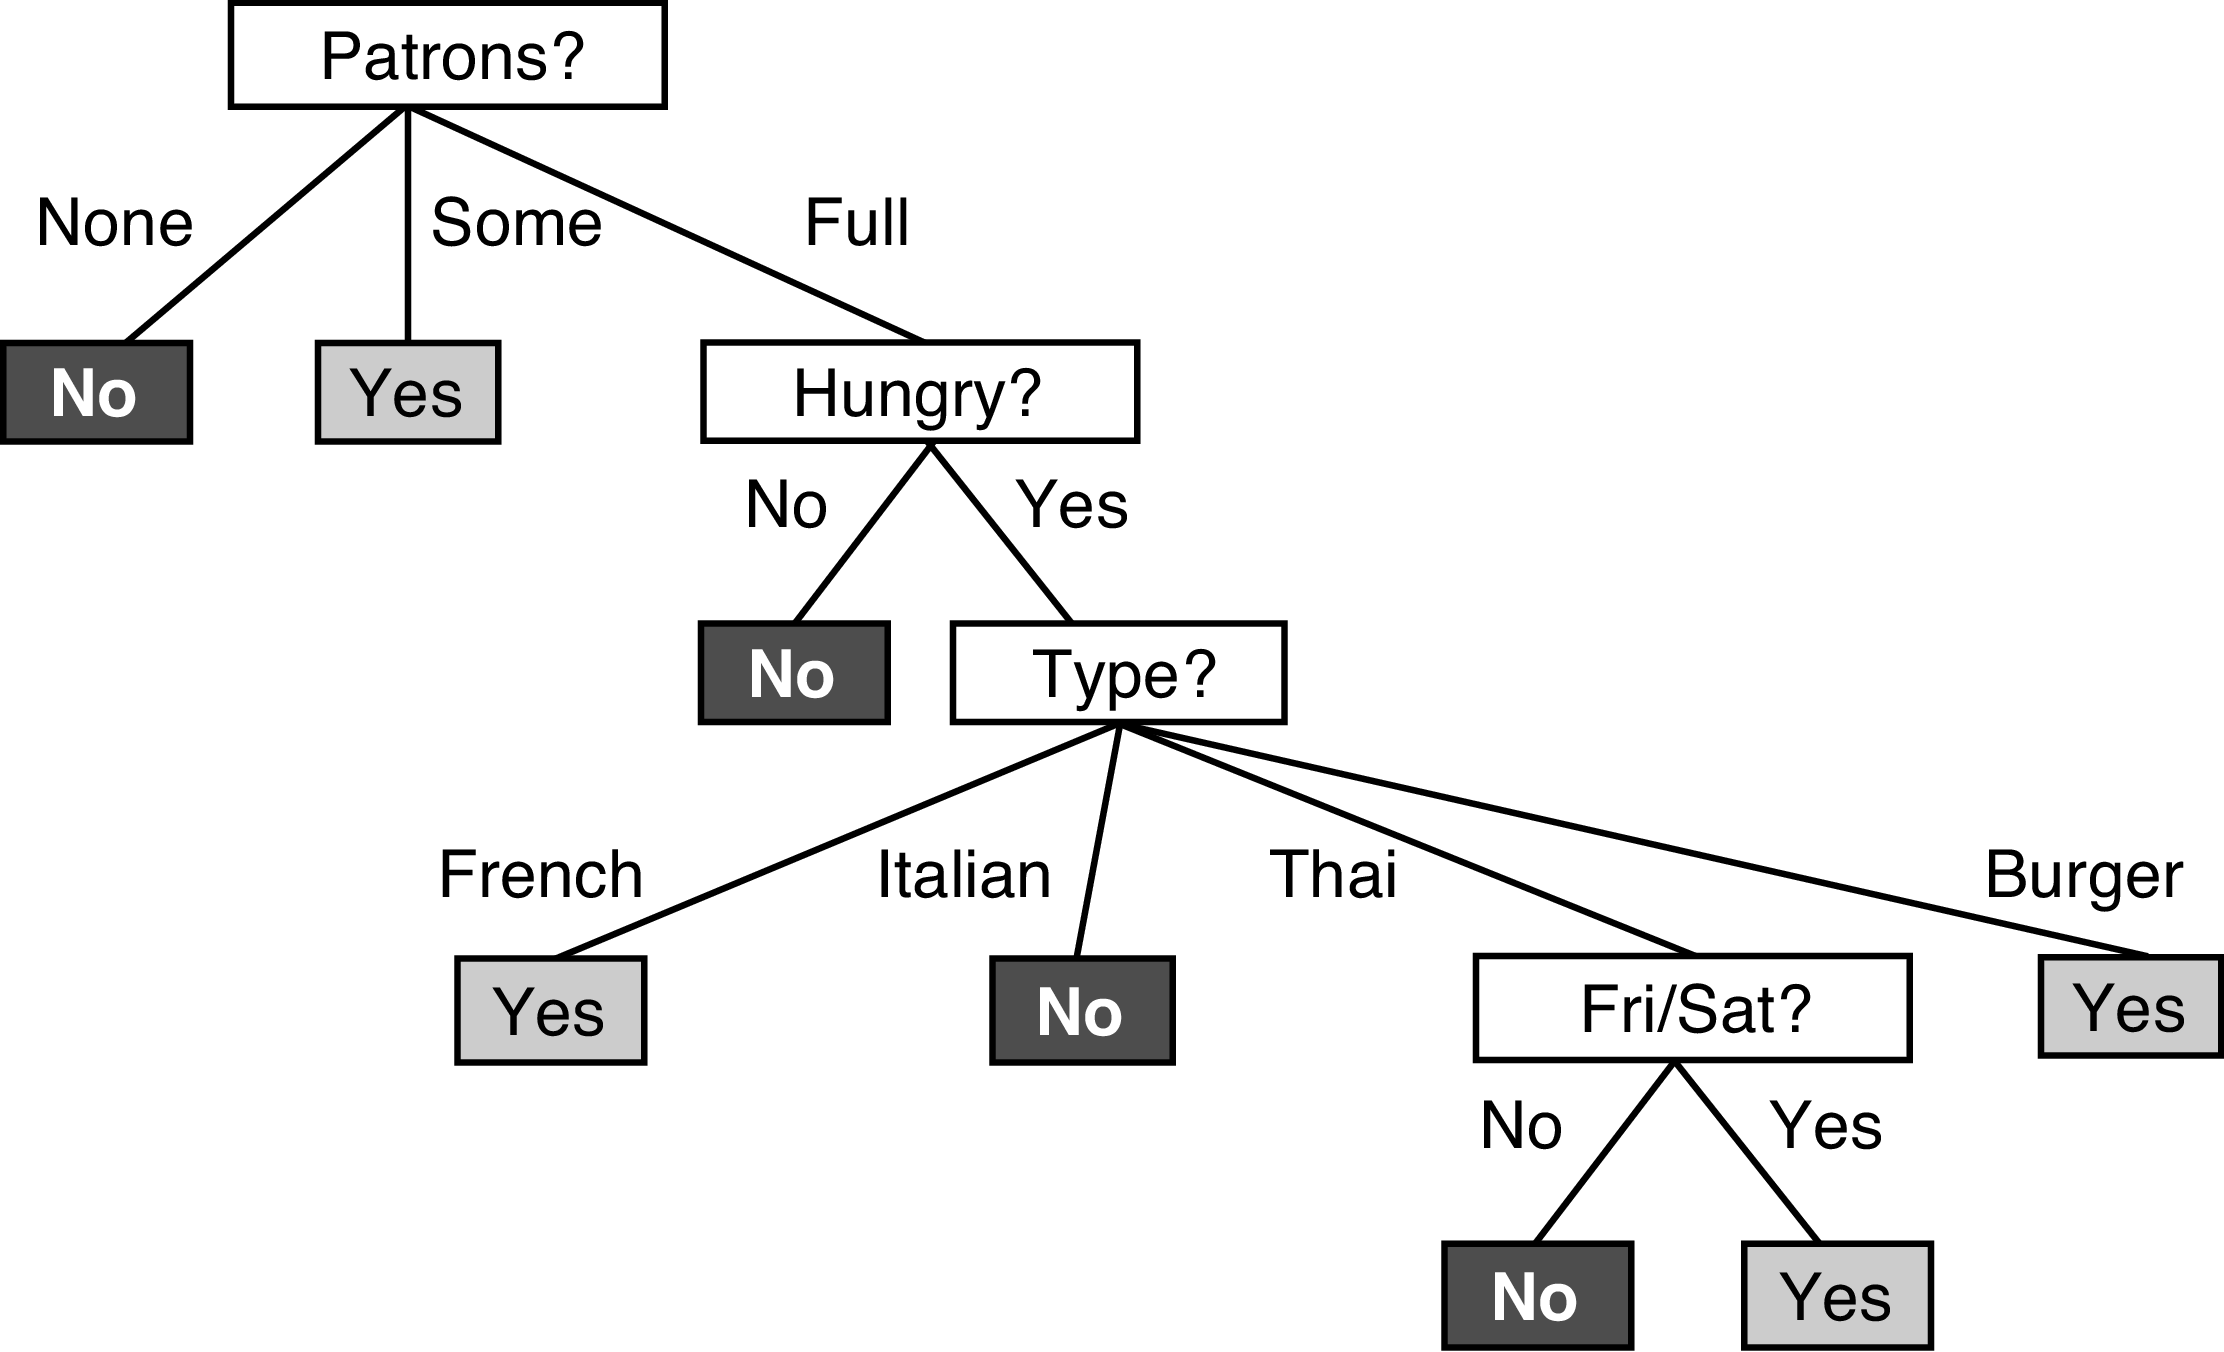 Patrons?
None Some Full
No Yes Hungry?
No Yes
No Type?
French Italian Thai Burger
Yes No Fri/Sat? Yes
No Yes
No Yes